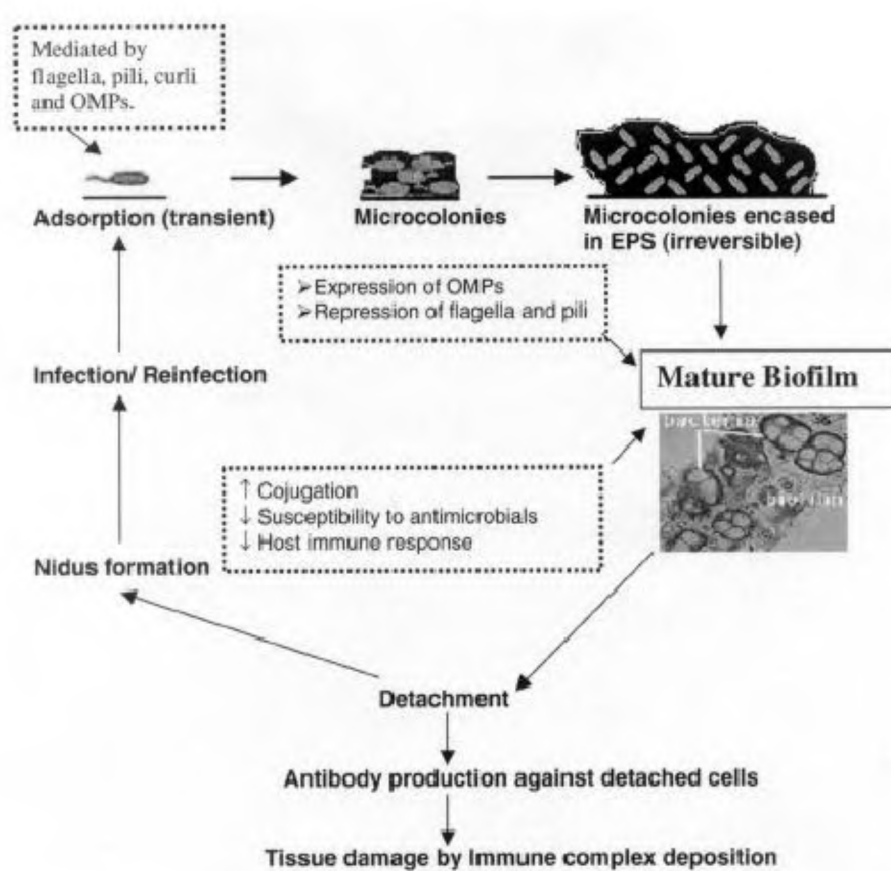 Mediated by
flagella, pili, curli
and OMPs.
Adsorption (transient)
Microcolonies
Microcolonies encased
in EPS (irreversible)
➢Expression of OMPs
➢Repression of flagella and pili
Mature Biofilm
Infection/ Reinfection
bacteria
↑ Cojugation
↓ Susceptibility to antimicrobials
↓ Host immune response
Nidus formation
Detachment
Antibody production against detached cells
Tissue damage by Immune complex deposition